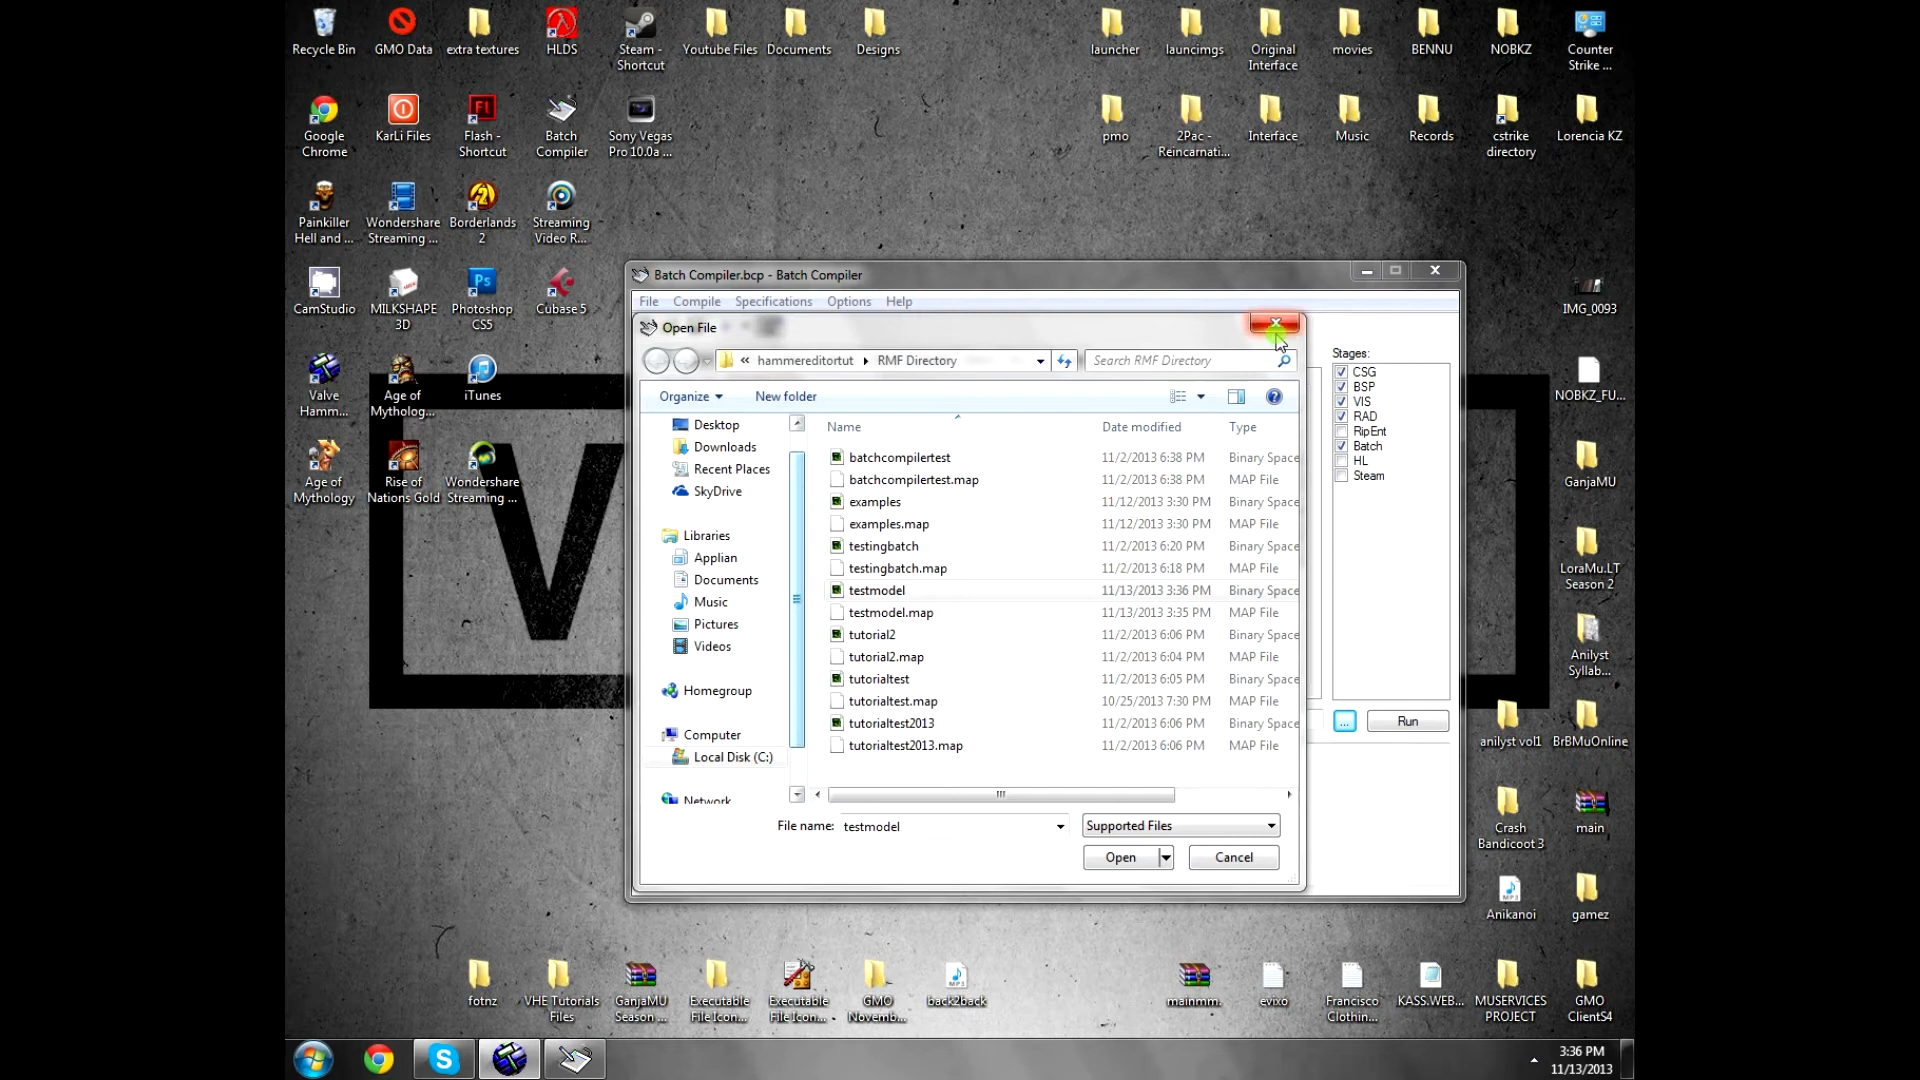 Recycle Bin
GMO Data
extra textures
HLDS
Steam -
Shortcut
Youtube Files
Documents
Designs
launcher
launcimgs
Original
Interface
movies
BENNU
NOBKZ
Counter
Strike ...
Google
Chrome
KarLi Files
Flash -
Shortcut
Batch
Compiler
Sony Vegas
Pro 10.0a ...
pmo
2Pac -
Reincarnati...
Interface
Music
Records
cstrike
directory
Lorencia KZ
Painkiller
Hell and ...
Wondershare
Streaming ...
Borderlands
2
Streaming
Video R...
CamStudio
MILKSHAPE
3D
Photoshop
CS5
Cubase 5
IMG_0093
Valve
Hamm...
Age of
Mytholog...
iTunes
NOBKZ_FU...
Age of
Mythology
Rise of
Nations Gold
Wondershare
Streaming ...
GanjaMU
LoraMu.LT
Season 2
Anilyst
Syllab...
anilyst vol1
BrBMuOnline
Crash
Bandicoot 3
main
Anikanoi
gamez
Batch Compiler.bcp - Batch Compiler
File
Compile
Specifications
Options
Help
Open File
« hammereditortut
RMF Directory
Search RMF Directory
Organize
New folder
Desktop
Downloads
Recent Places
SkyDrive
Libraries
Applian
Documents
Music
Pictures
Videos
Homegroup
Computer
Local Disk (C:)
Network
Name Date modified Type
batchcompilertest 11/2/2013 6:38 PM Binary Space
batchcompilertest.map 11/2/2013 6:38 PM MAP File
examples 11/12/2013 3:30 PM Binary Space
examples.map 11/12/2013 3:30 PM MAP File
testingbatch 11/2/2013 6:20 PM Binary Space
testingbatch.map 11/2/2013 6:18 PM MAP File
testmodel 11/13/2013 3:36 PM Binary Space
testmodel.map 11/13/2013 3:35 PM MAP File
tutorial2 11/2/2013 6:06 PM Binary Space
tutorial2.map 11/2/2013 6:04 PM MAP File
tutorialtest 11/2/2013 6:05 PM Binary Space
tutorialtest.map 10/25/2013 7:30 PM MAP File
tutorialtest2013 11/2/2013 6:06 PM Binary Space
tutorialtest2013.map 11/2/2013 6:06 PM MAP File
File name: testmodel
Supported Files
Open
Cancel
Stages:
CSG
BSP
VIS
RAD
RipEnt
Batch
HL
Steam
...
Run
V
fotnz
VHE Tutorials
Files
GanjaMU
Season ...
Executable
File Icon...
Executable
File Icon...
GMO
Novemb...
back2back
mainmm.
evixo
Francisco
Clothin...
KASS.WEB...
MUSERVICES
PROJECT
GMO
ClientS4
3:36 PM
11/13/2013